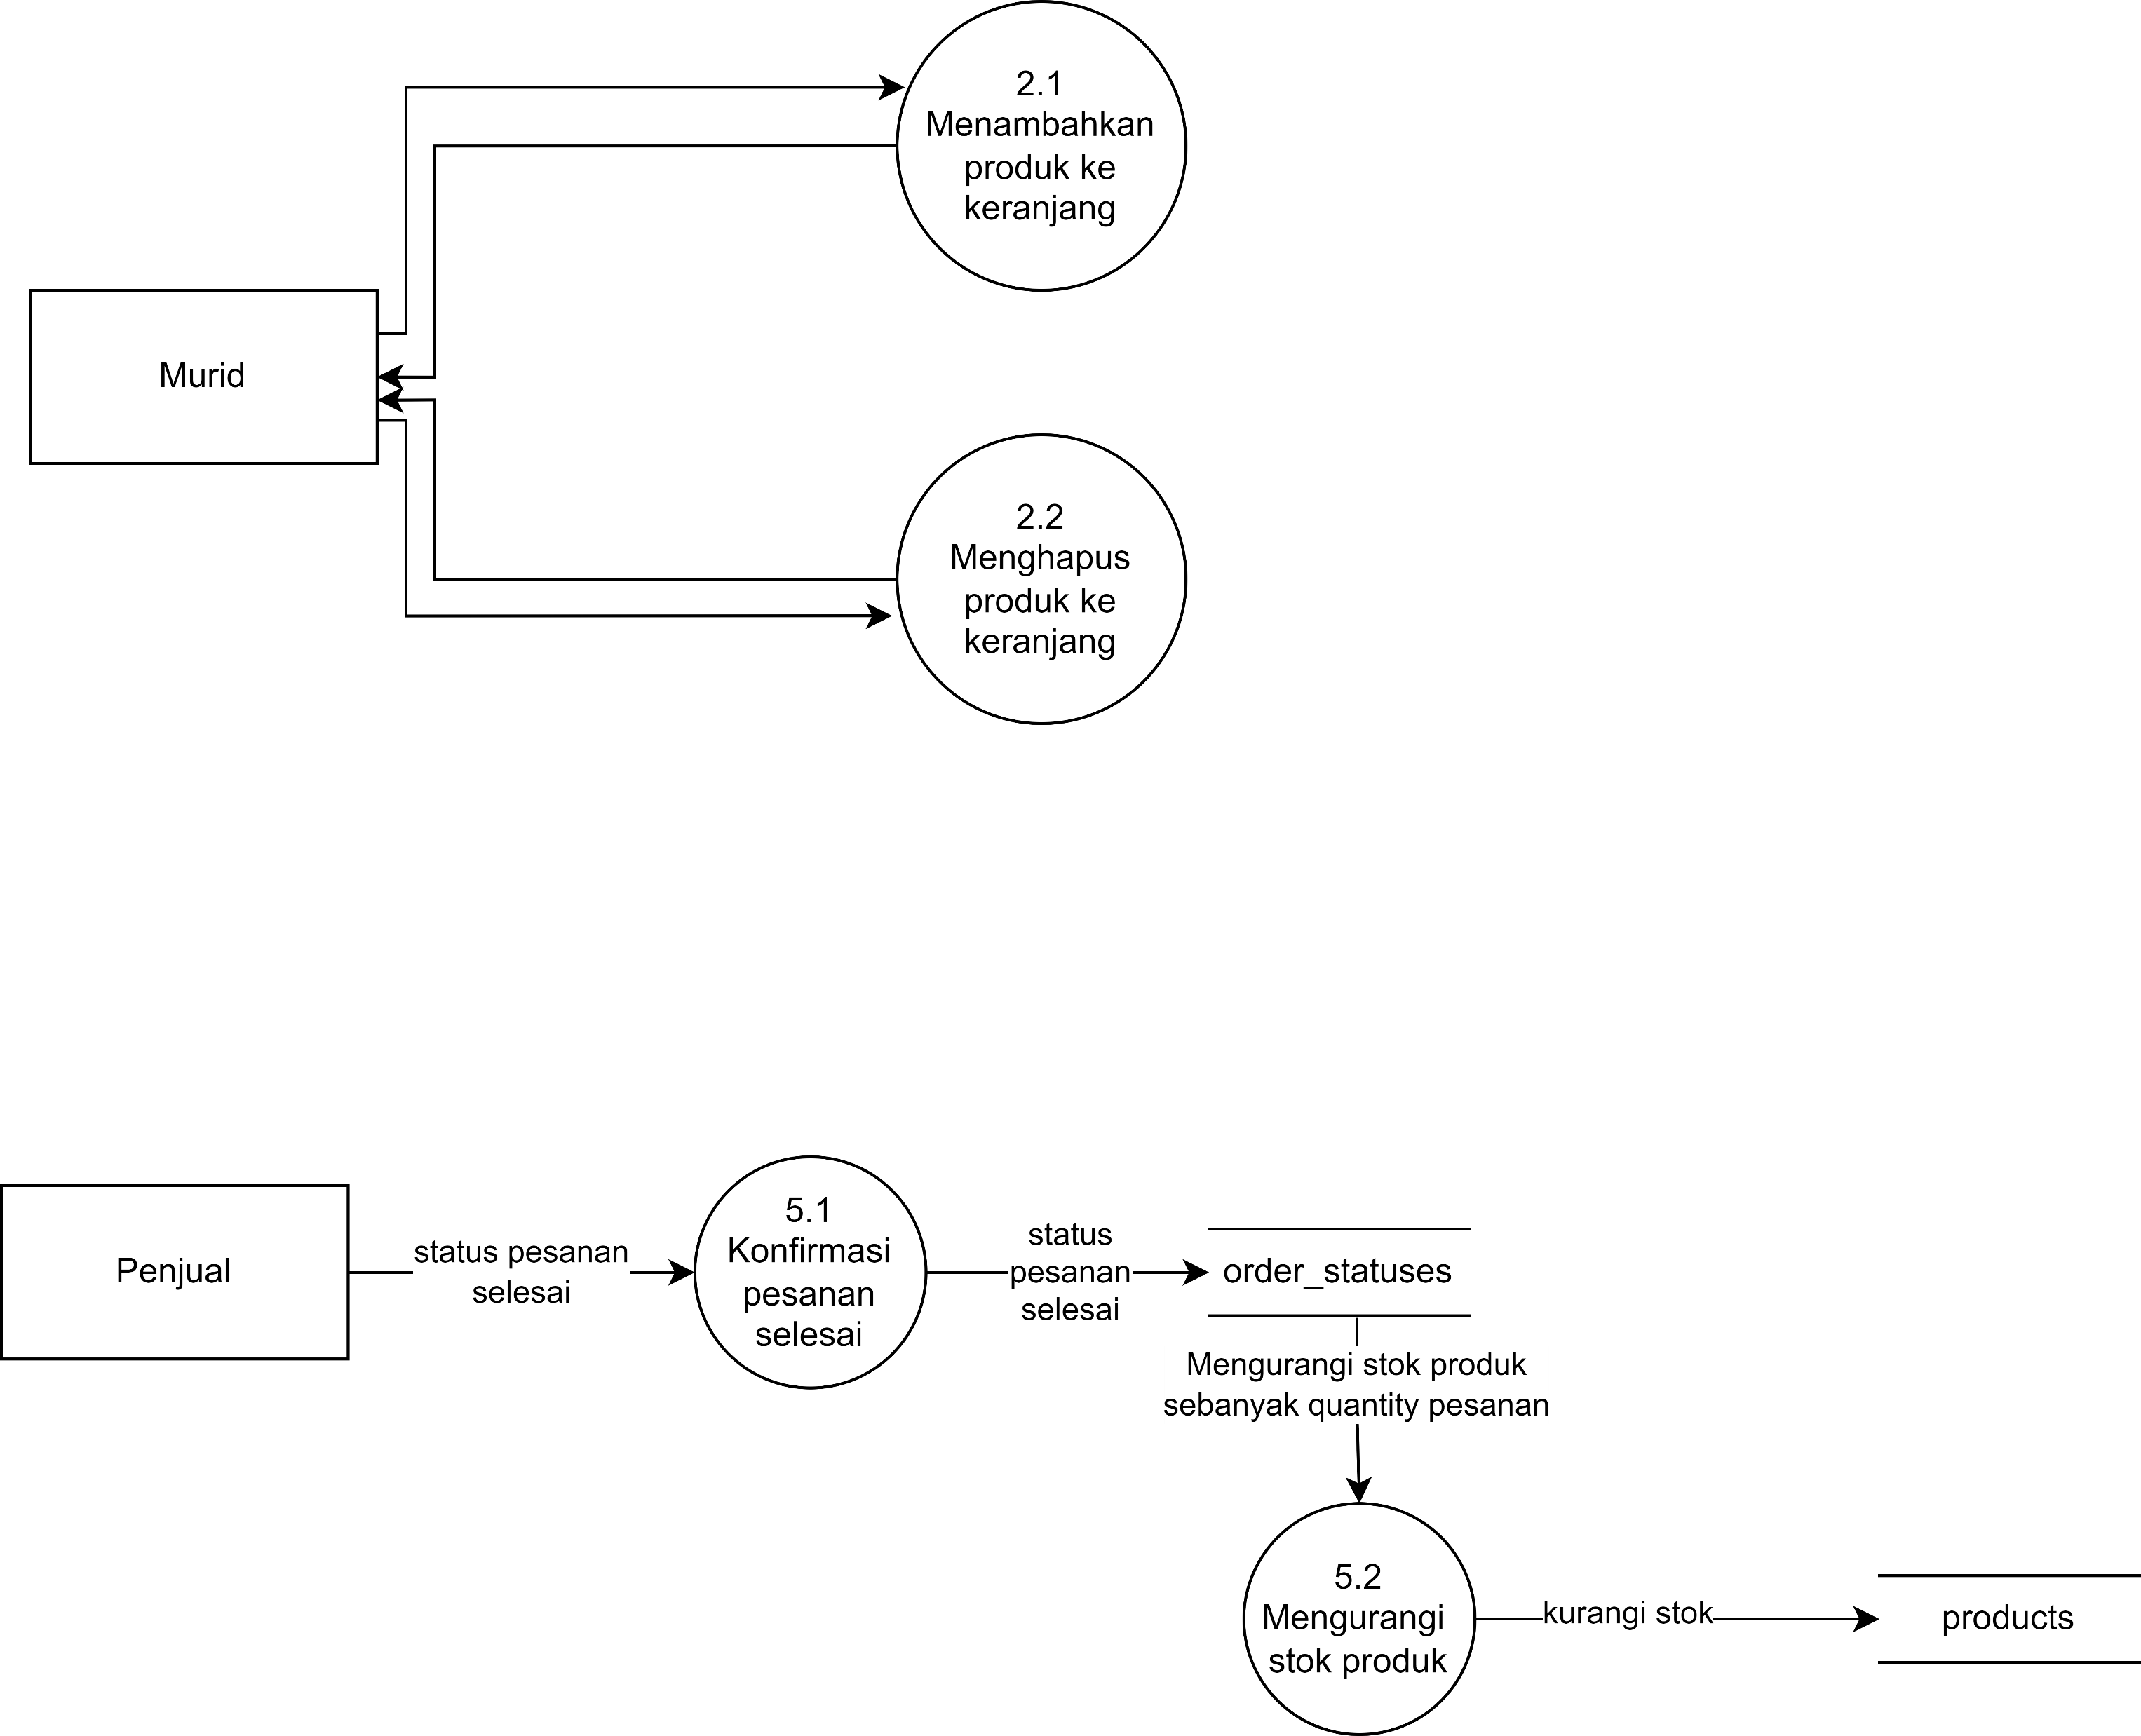 2.1
Menambahkan
produk ke
keranjang
Murid
2.2
Menghapus
produk ke
keranjang
Penjual
status pesanan
selesai
5.1
Konfirmasi
pesanan
selesai
status
pesanan
selesai
order_statuses
Mengurangi stok produk
sebanyak quantity pesanan
5.2
Mengurangi
stok produk
kurangi stok
products